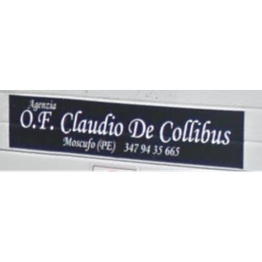 Agenzia
O.F. Claudio De Collibus
Moscufo (PE) 347 94 35 665